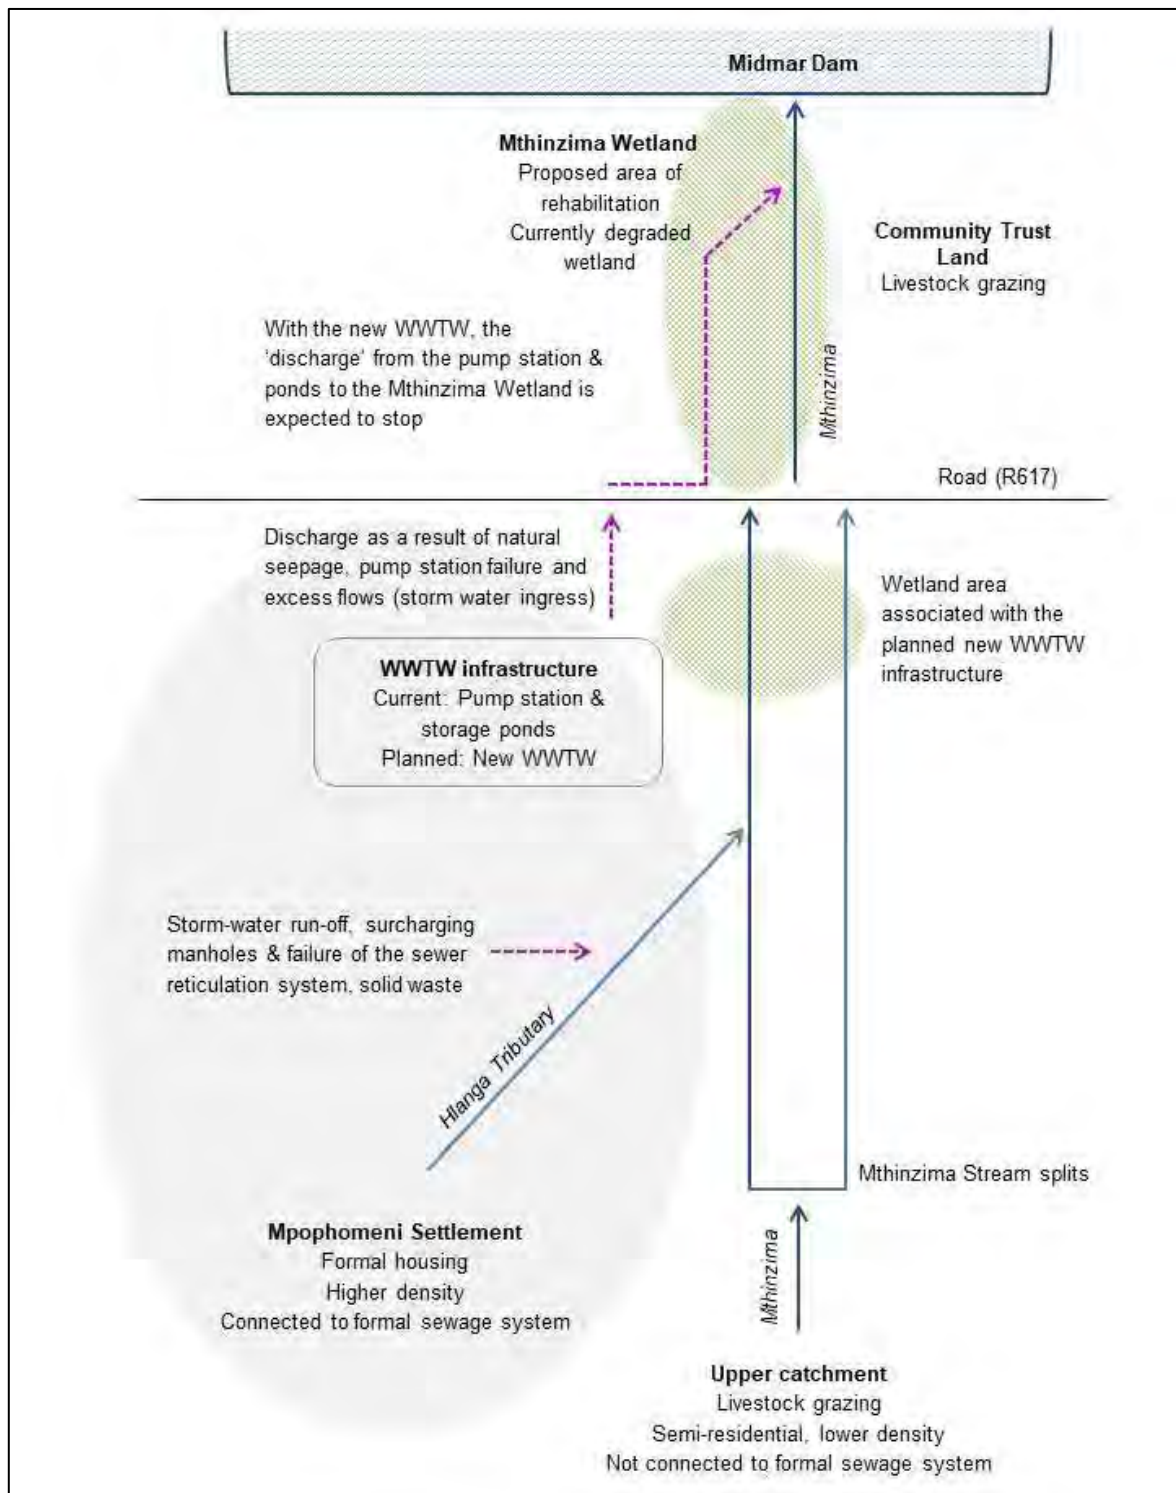 Midmar Dam
Mthinzima Wetland
Proposed area of
rehabilitation
Currently degraded
wetland
Community Trust
Land
Livestock grazing
With the new WWTW, the
‘discharge’ from the pump station &
ponds to the Mthinzima Wetland is
expected to stop
Mthinzima
Road (R617)
Discharge as a result of natural
seepage, pump station failure and
excess flows (storm water ingress)
Wetland area
associated with the
planned new WWTW
infrastructure
WWTW infrastructure
Current: Pump station &
storage ponds
Planned: New WWTW
Storm-water run-off, surcharging
manholes & failure of the sewer
reticulation system, solid waste
Hlanga Tributary
Mthinzima Stream splits
Mpophomeni Settlement
Formal housing
Higher density
Connected to formal sewage system
Mthinzima
Upper catchment
Livestock grazing
Semi-residential, lower density
Not connected to formal sewage system